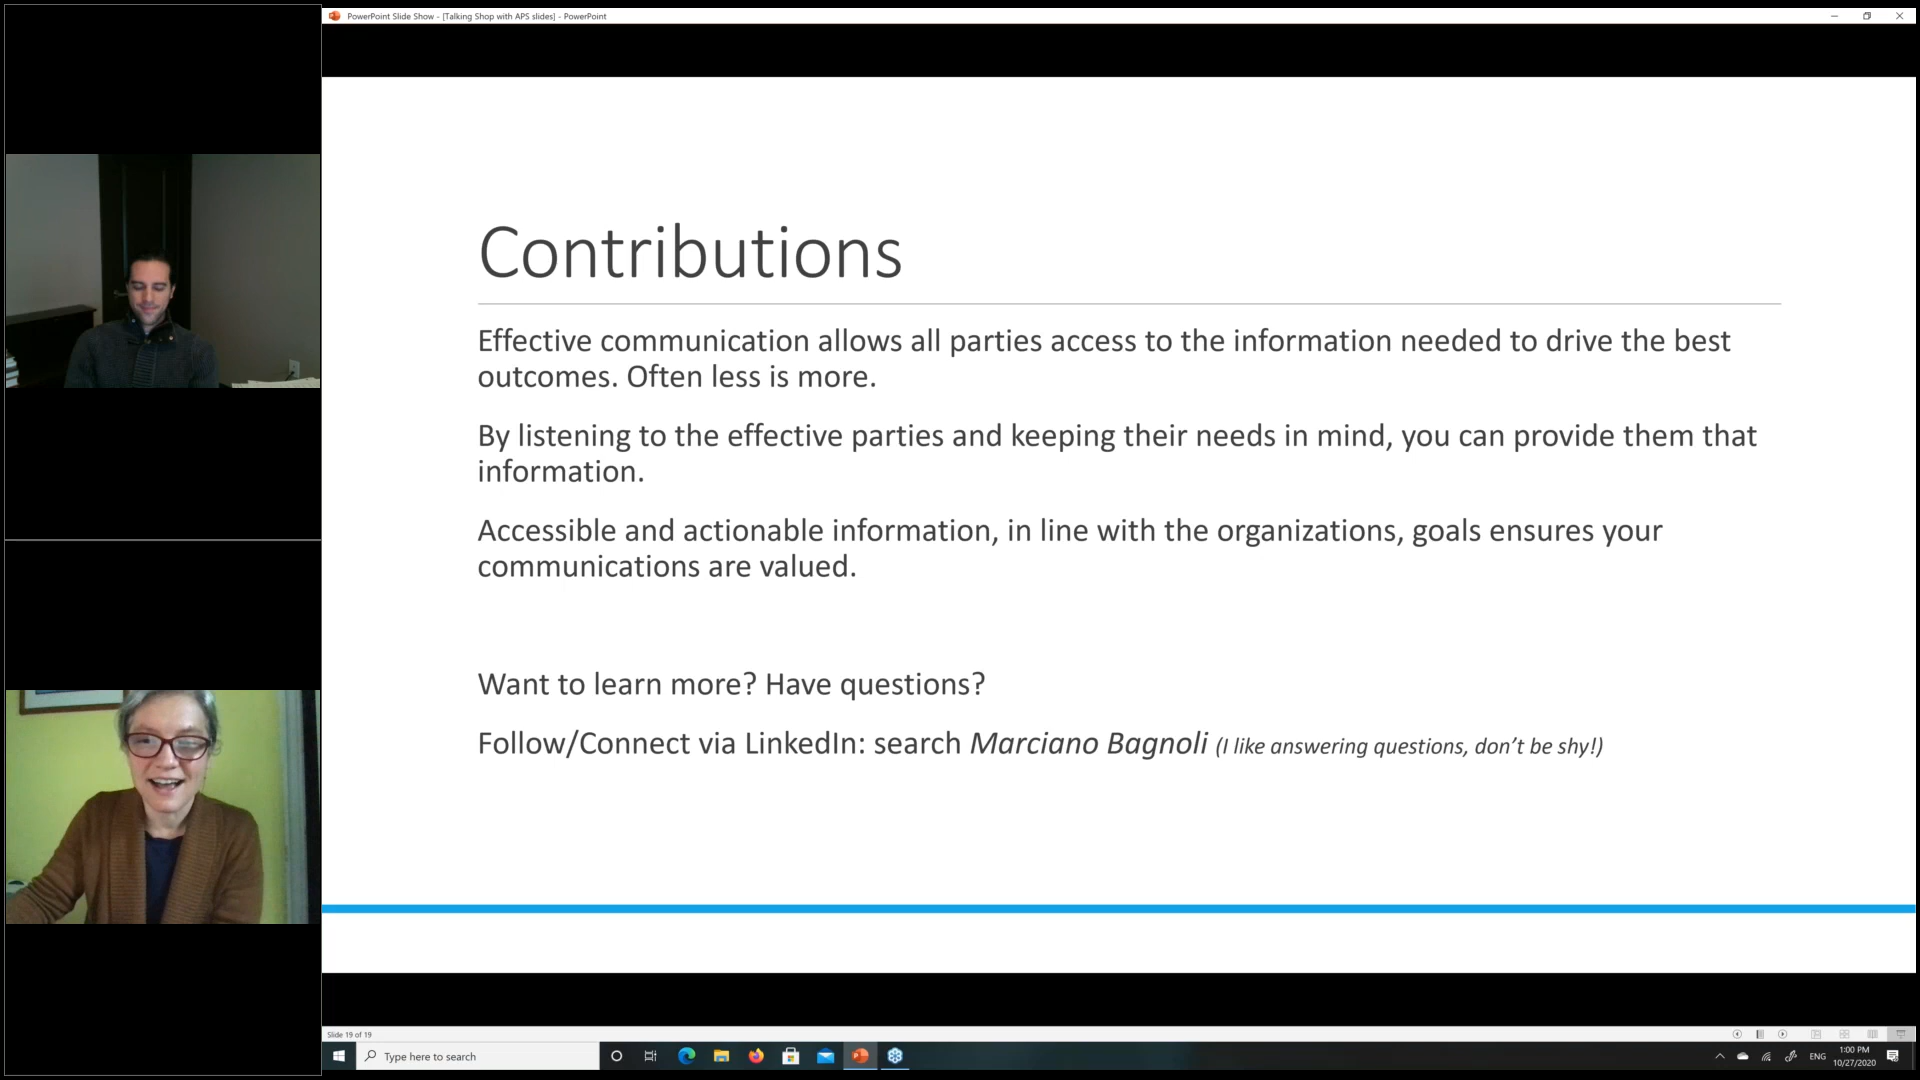 PowerPoint Slide Show - [Talking Shop with APS slides] - PowerPoint
Contributions
Effective communication allows all parties access to the information needed to drive the best
outcomes. Often less is more.
By listening to the effective parties and keeping their needs in mind, you can provide them that
information.
Accessible and actionable information, in line with the organizations, goals ensures your
communications are valued.
Want to learn more? Have questions?
Follow/Connect via LinkedIn: search Marciano Bagnoli (I like answering questions, don’t be shy!)
Slide 19 of 19
Type here to search
ENG
1:00 PM
10/27/2020